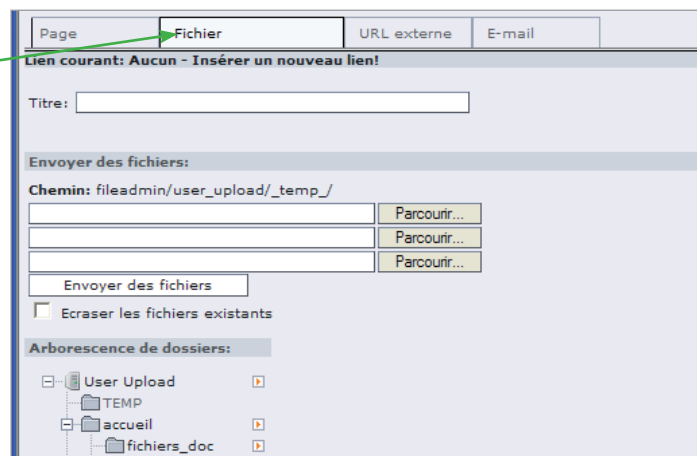 Page Fichier URL externe E-mail
Lien courant: Aucun - Insérer un nouveau lien!
Titre:
Envoyer des fichiers:
Chemin: fileadmin/user_upload/_temp_/
Parcourir...
Parcourir...
Parcourir...
Envoyer des fichiers
Ecraser les fichiers existants
Arborescence de dossiers:
User Upload
TEMP
accueil
fichiers_doc